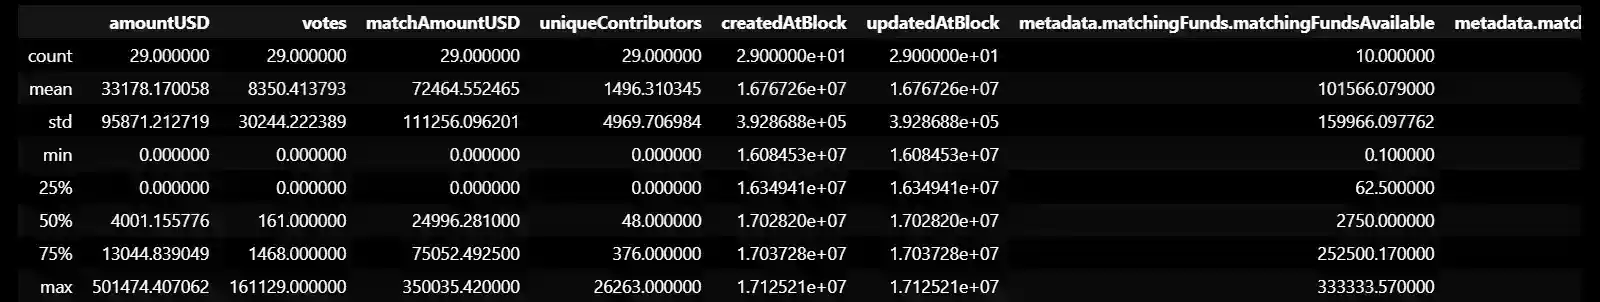 amountUSD votes matchAmountUSD uniqueContributors createdAtBlock updatedAtBlock metadata.matchingFunds.matchingFundsAvailable metadata.match
count 29.000000 29.000000 29.000000 29.000000 2.900000e+01 2.900000e+01 10.000000
mean 33178.170058 8350.413793 72464.552465 1496.310345 1.676726e+07 1.676726e+07 101566.079000
std 95871.212719 30244.222389 111256.096201 4969.706984 3.928688e+05 3.928688e+05 159966.097762
min 0.000000 0.000000 0.000000 0.000000 1.608453e+07 1.608453e+07 0.100000
25% 0.000000 0.000000 0.000000 0.000000 1.634941e+07 1.634941e+07 62.500000
50% 4001.155776 161.000000 24996.281000 48.000000 1.702820e+07 1.702820e+07 2750.000000
75% 13044.839049 1468.000000 75052.492500 376.000000 1.703728e+07 1.703728e+07 252500.170000
max 501474.407062 161129.000000 350035.420000 26263.000000 1.712521e+07 1.712521e+07 333333.570000